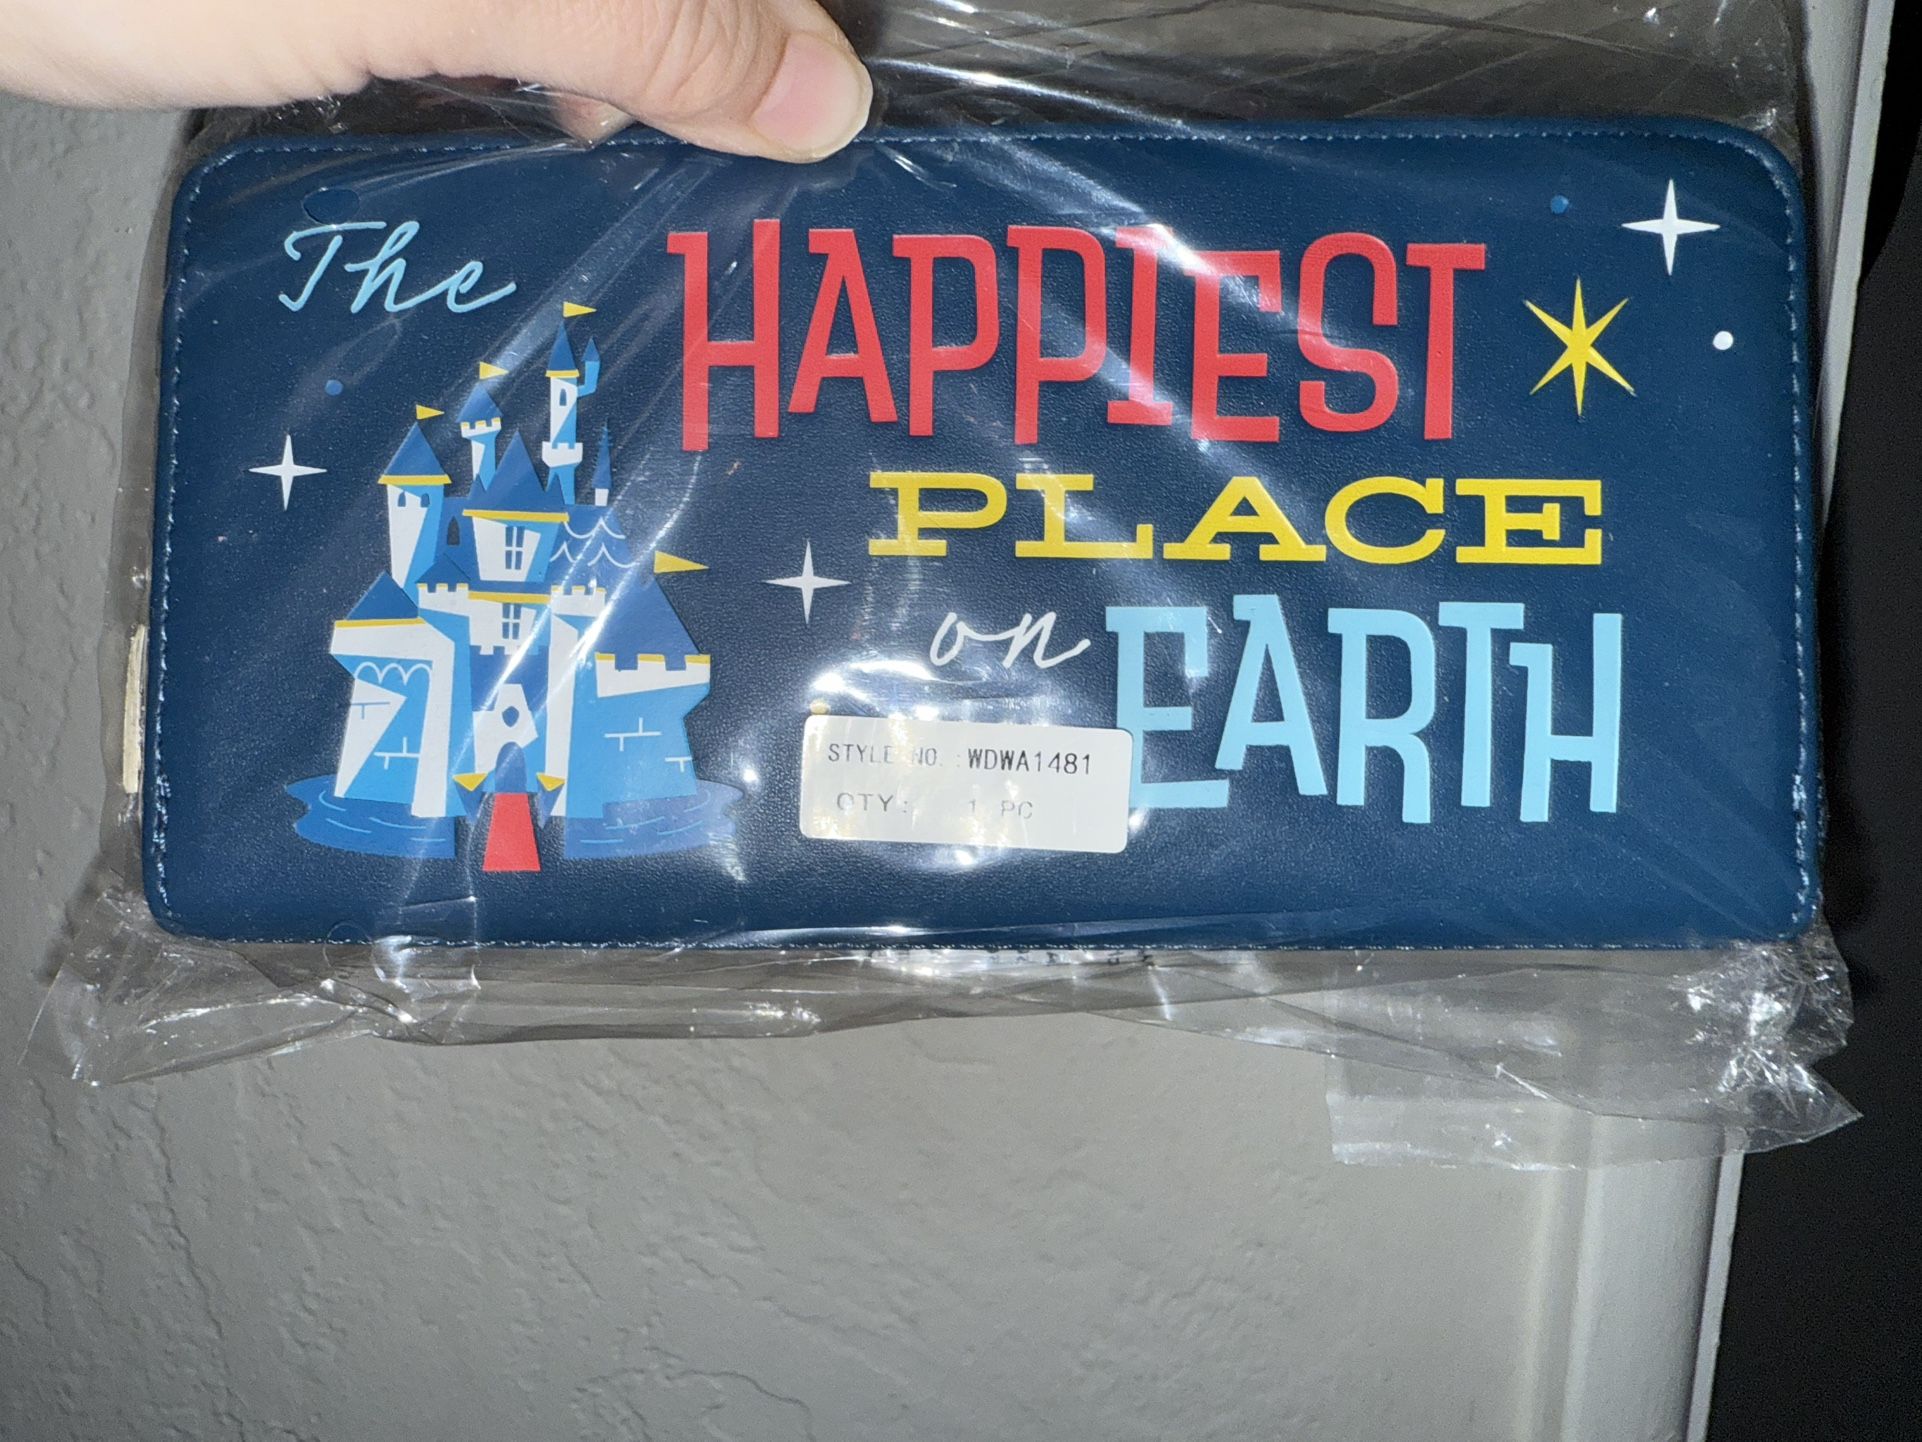 The
HAPPIEST
PLACE
on EARTH
STYLE NO. :WDWA1481
QTY: 1 PC